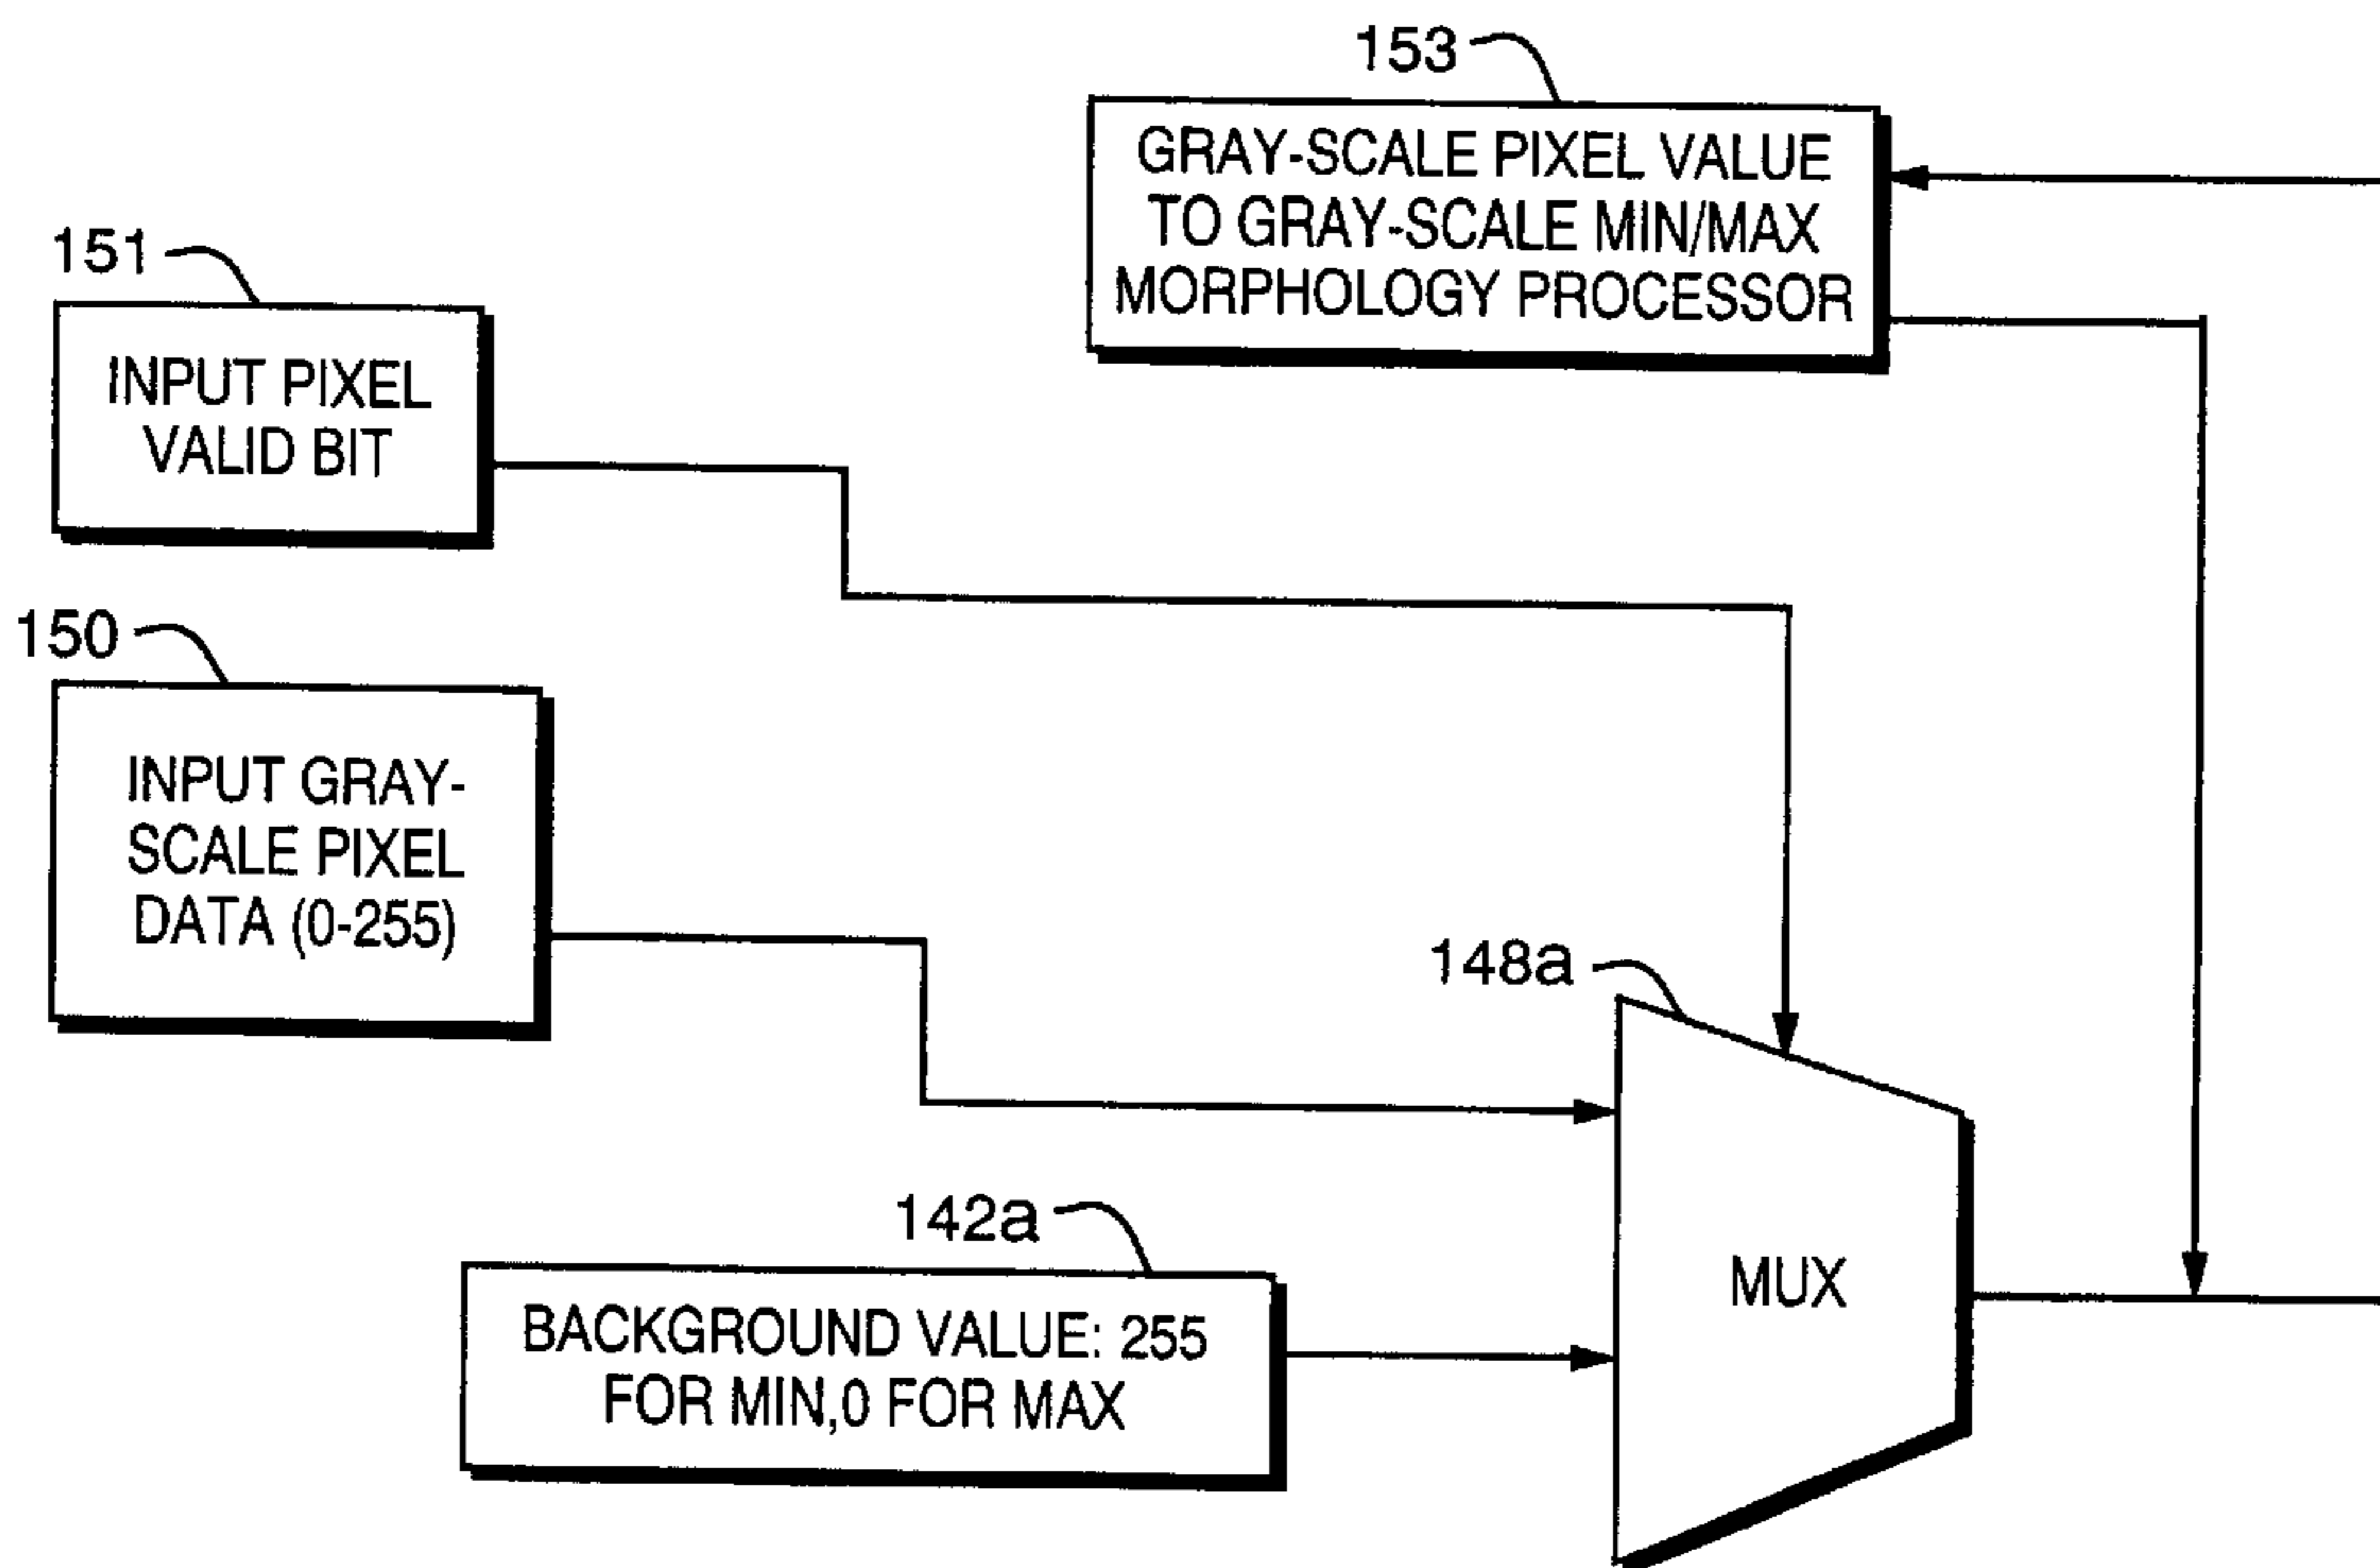 153
GRAY-SCALE PIXEL VALUE
TO GRAY-SCALE MIN/MAX
MORPHOLOGY PROCESSOR
151
INPUT PIXEL
VALID BIT
150
INPUT GRAY-
SCALE PIXEL
DATA (0-255)
148a
MUX
142a
BACKGROUND VALUE: 255
FOR MIN,0 FOR MAX